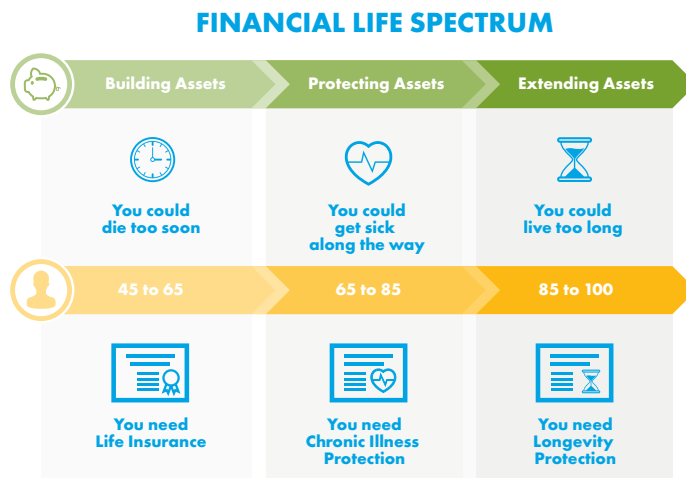 FINANCIAL LIFE SPECTRUM
Building Assets
Protecting Assets
Extending Assets
You could
die too soon
You could
get sick
along the way
You could
live too long
45 to 65
65 to 85
85 to 100
You need
Life Insurance
You need
Chronic Illness
Protection
You need
Longevity
Protection